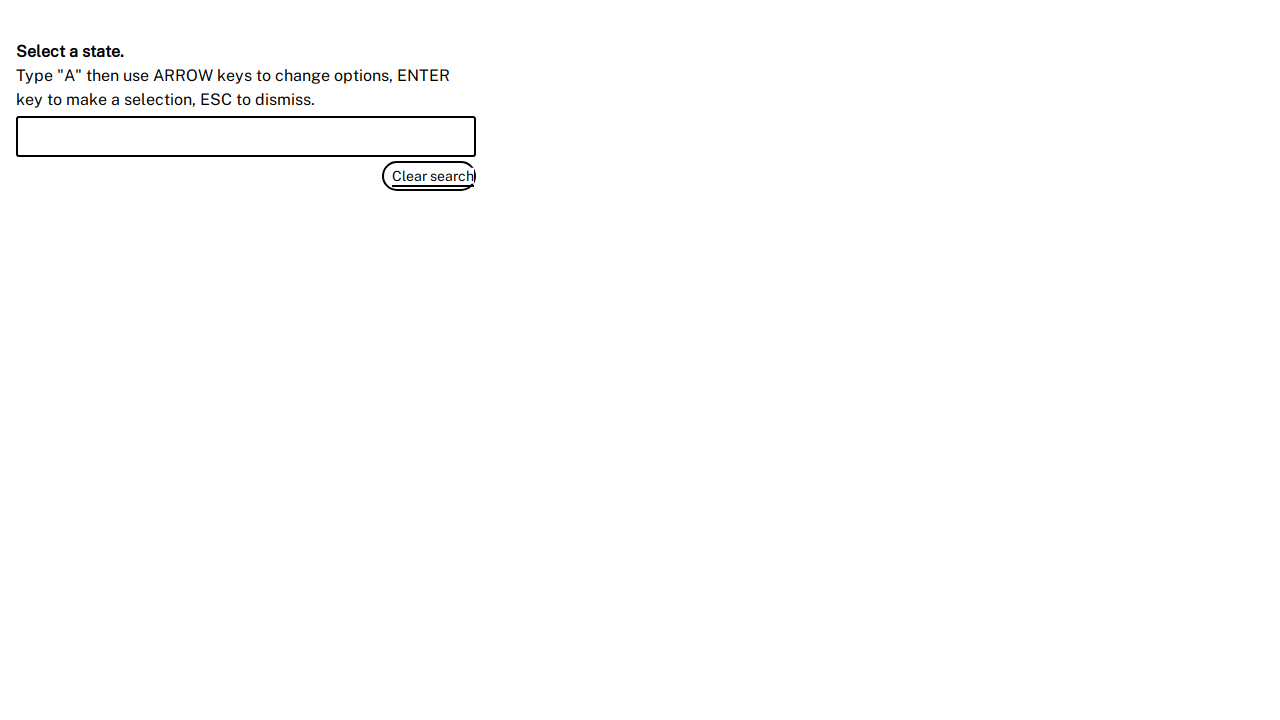 Select a state.
Type "A" then use ARROW keys to change options, ENTER
key to make a selection, ESC to dismiss.
Clear search